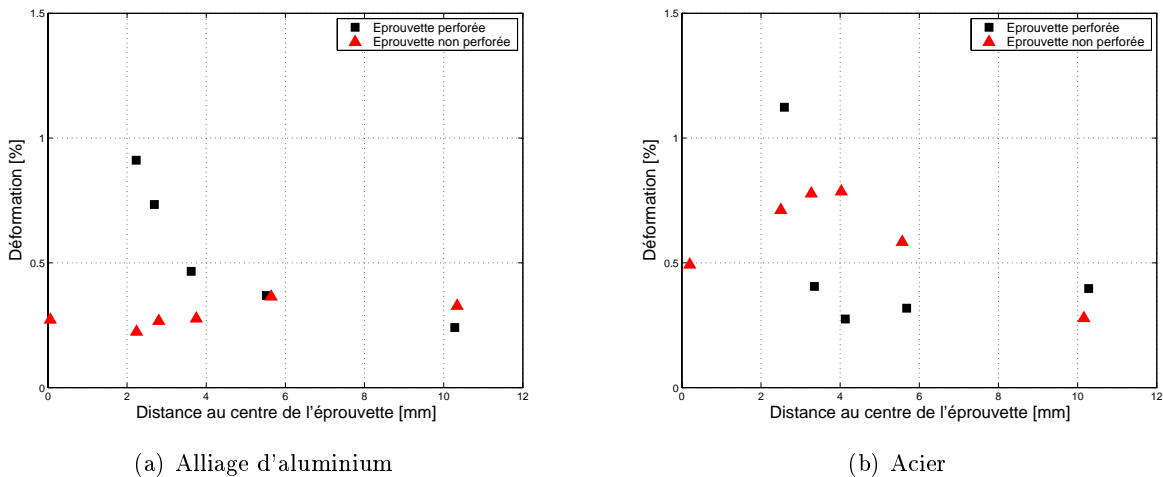 Eprouvette perforée
Eprouvette non perforée
1.5
1
0.5
0
Déformation [%]
0 2 4 6 8 10 12
Distance au centre de l'éprouvette [mm]
(a) Alliage d'aluminium
Eprouvette perforée
Eprouvette non perforée
1.5
1
0.5
0
Déformation [%]
0 2 4 6 8 10 12
Distance au centre de l'éprouvette [mm]
(b) Acier